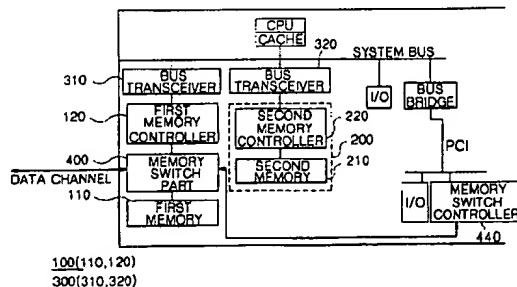 CPU
CACHE
320
SYSTEM BUS
310
BUS
TRANSCEIVER
BUS
TRANSCEIVER
I/O
BUS
BRIDGE
120
FIRST
MEMORY
CONTROLLER
SECOND
MEMORY
CONTROLLER
220
200
400
MEMORY
SWITCH
PART
SECOND
MEMORY
210
PCI
DATA CHANNEL
110
FIRST
MEMORY
I/O
MEMORY
SWITCH
CONTROLLER
440
100(110,120)
300(310,320)